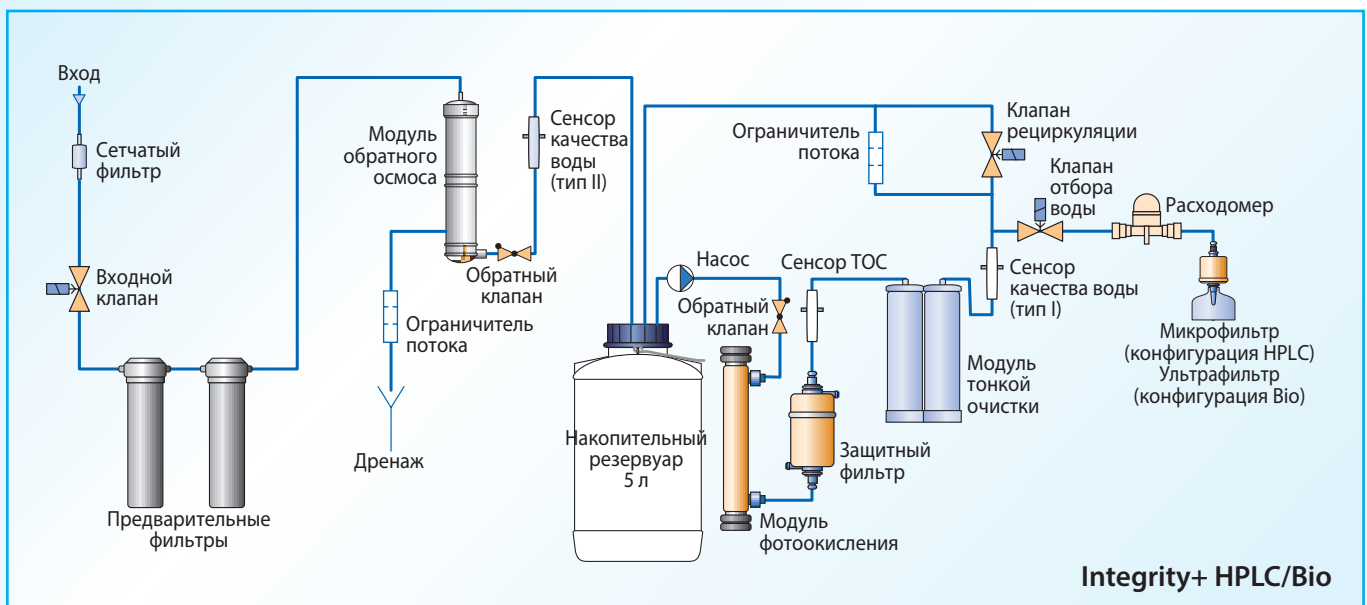 Вход
Сетчатый
фильтр
Входной
клапан
Предварительные
фильтры
Модуль
обратного
осмоса
Обратный
клапан
Ограничитель
потока
Дренаж
Сенсор
качества
воды
(тип II)
Накопительный
резервуар
5 л
Насос
Обратный
клапан
Модуль
фотоокисления
Сенсор ТОС
Защитный
фильтр
Модуль
тонкой
очистки
Ограничитель
потока
Клапан
рециркуляции
Клапан
отбора
воды
Расходомер
Сенсор
качества воды
(тип I)
Микрофильтр
(конфигурация HPLC)
Ультрафильтр
(конфигурация Bio)
Integrity+ HPLC/Bio